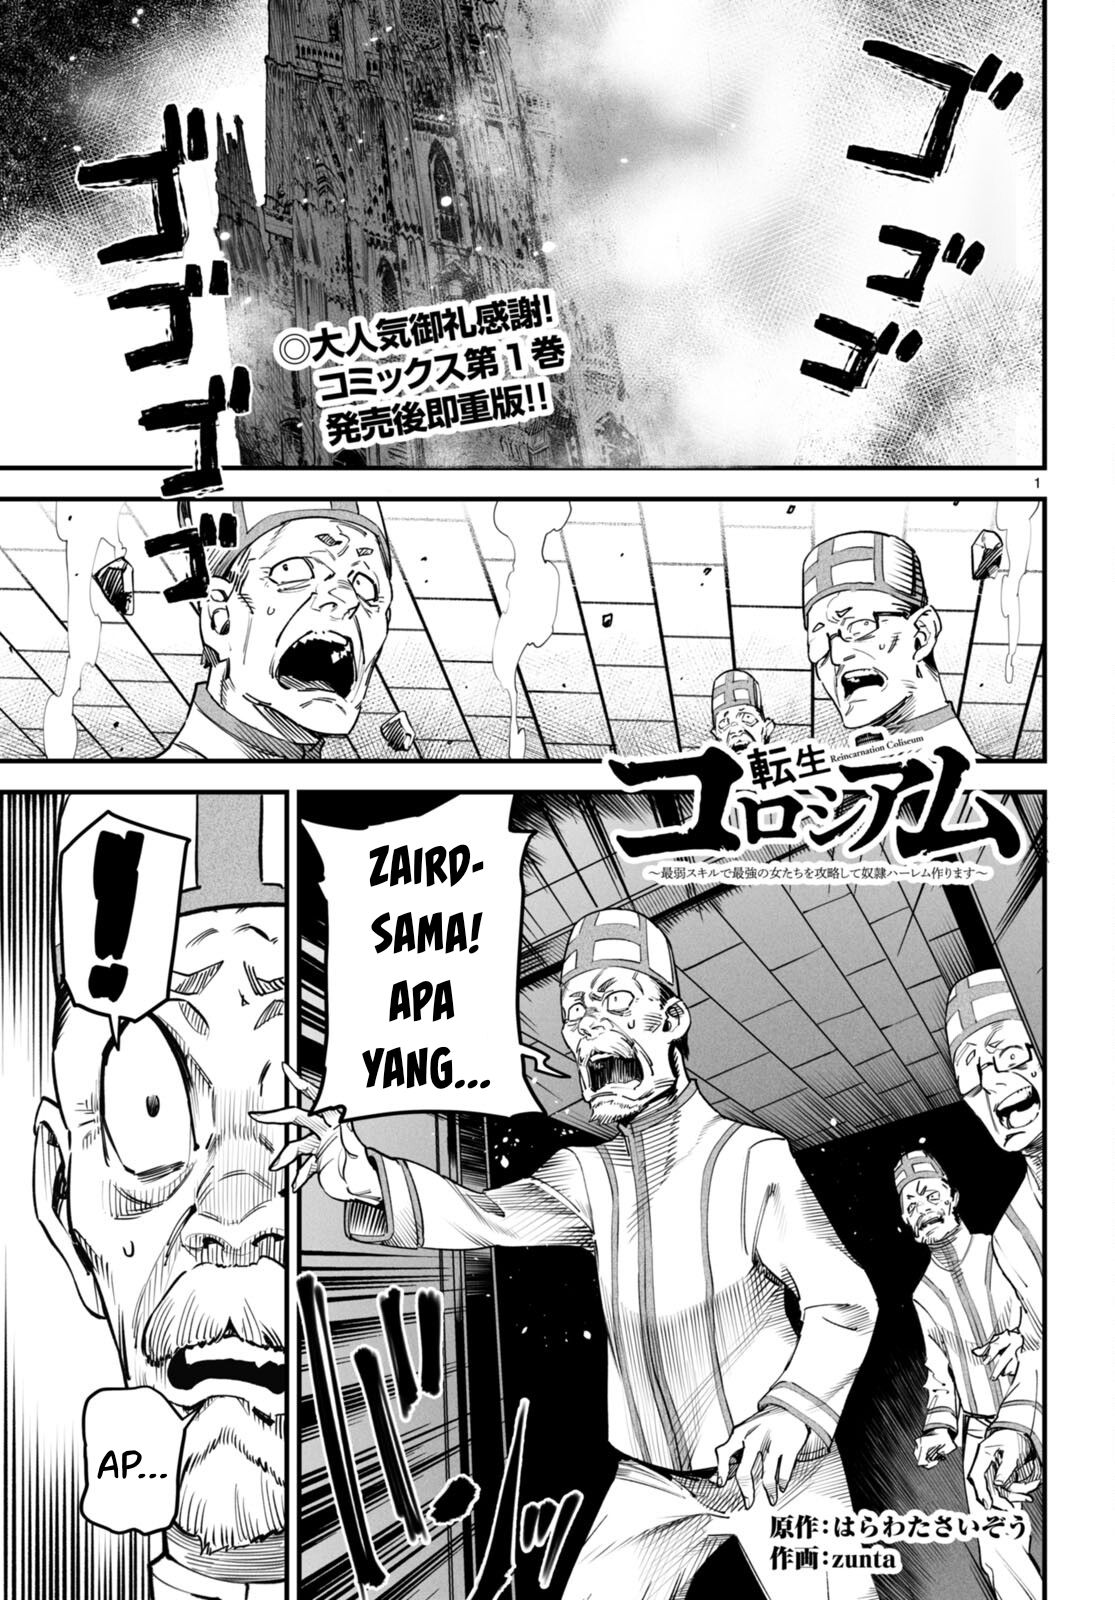 ゴゴゴ
ゴゴゴゴ
◎大人気御礼感謝!
コミックス第1巻
発売後即重版!!
1
転生
Reincarnation Coliseum
コロシアム
～最弱スキルで最強の女たちを攻略して奴隷ハーレム作ります～
ZAIRD-
SAMA!
APA
YANG...
!!
AP...
原作:はらわたさいぞう
作画:zunta